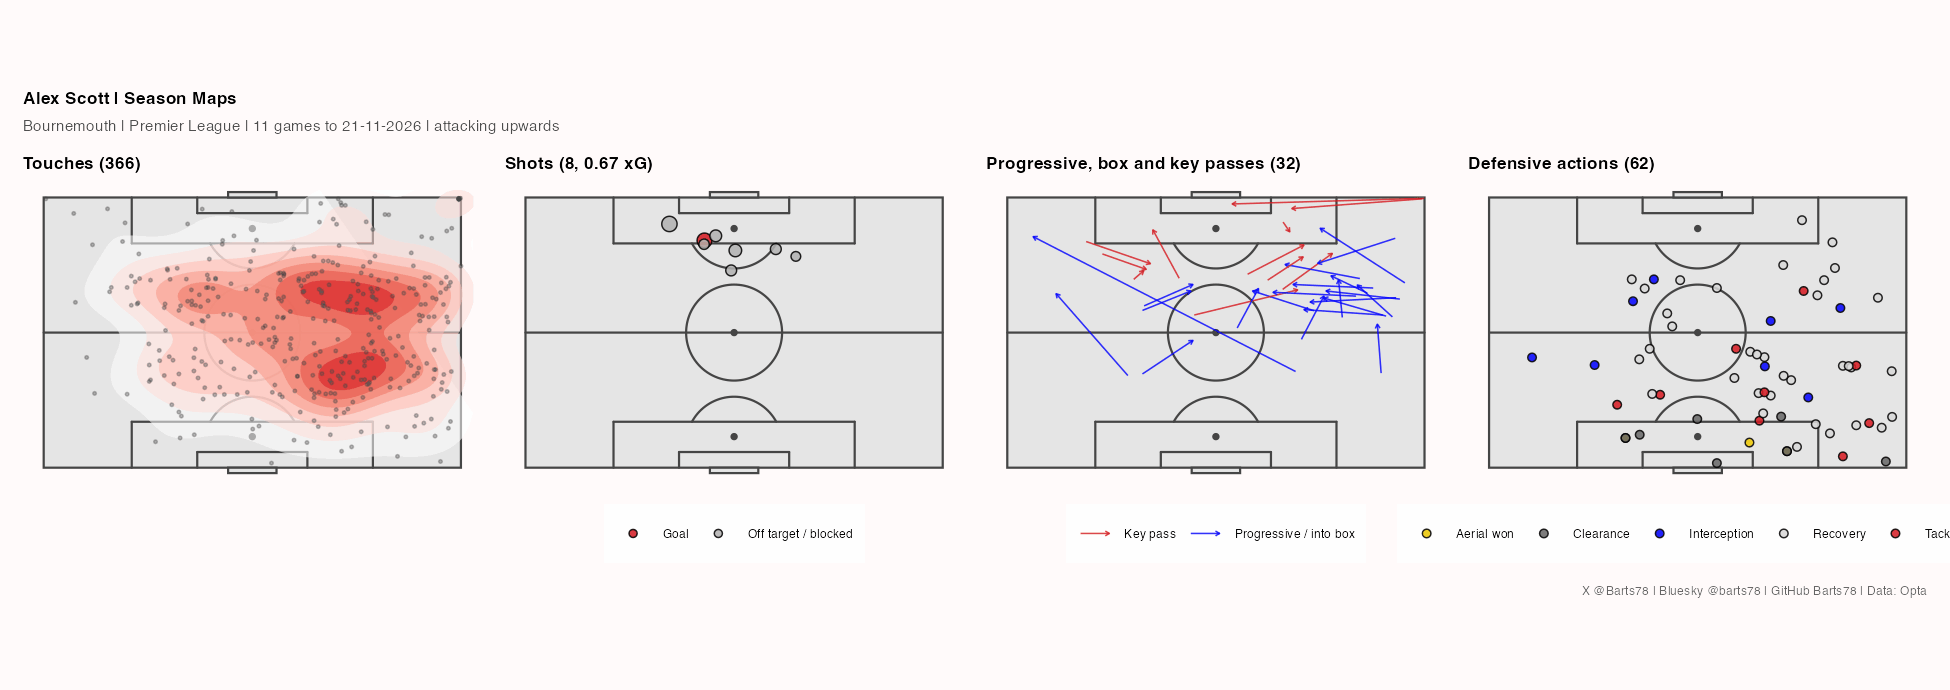 Alex Scott | Season Maps
Bournemouth | Premier League | 11 games to 21-11-2026 | attacking upwards
Touches (366)
Shots (8, 0.67 xG)
Progressive, box and key passes (32)
Defensive actions (62)
Goal
Off target / blocked
Key pass
Progressive / into box
Aerial won
Clearance
Interception
Recovery
Tack
X @Barts78 | Bluesky @barts78 | GitHub Barts78 | Data: Opta